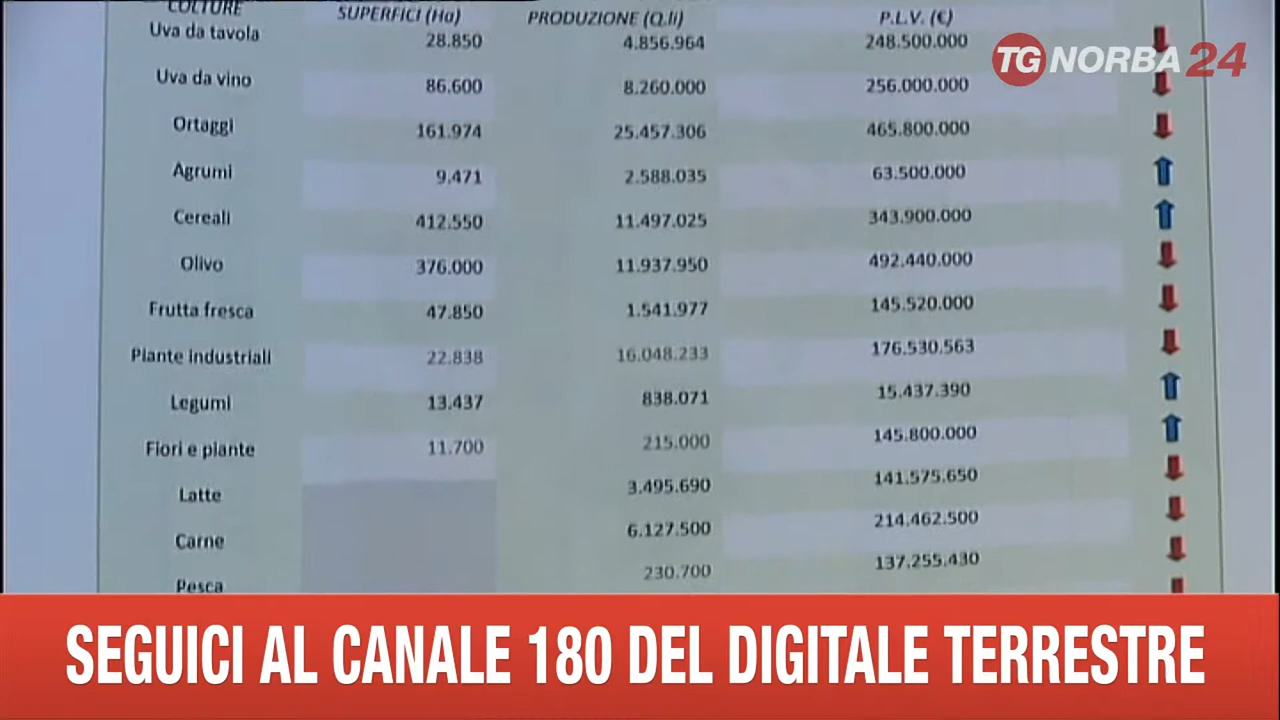 COLTURE SUPERFICI (Ha) PRODUZIONE (Q.li) P.L.V. (€)
Uva da tavola 28.850 4.856.964 248.500.000
TG NORBA 24
Uva da vino 86.600 8.260.000 256.000.000
Ortaggi 161.974 25.457.306 465.800.000
Agrumi 9.471 2.588.035 63.500.000
Cereali 412.550 11.497.025 343.900.000
Olivo 376.000 11.937.950 492.440.000
Frutta fresca 47.850 1.541.977 145.520.000
Piante industriali 22.838 16.048.233 176.530.563
Legumi 13.437 838.071 15.437.390
Fiori e piante 11.700 215.000 145.800.000
Latte 3.495.690 141.575.650
Carne 6.127.500 214.462.500
Pesca 230.700 137.255.430
SEGUICI AL CANALE 180 DEL DIGITALE TERRESTRE